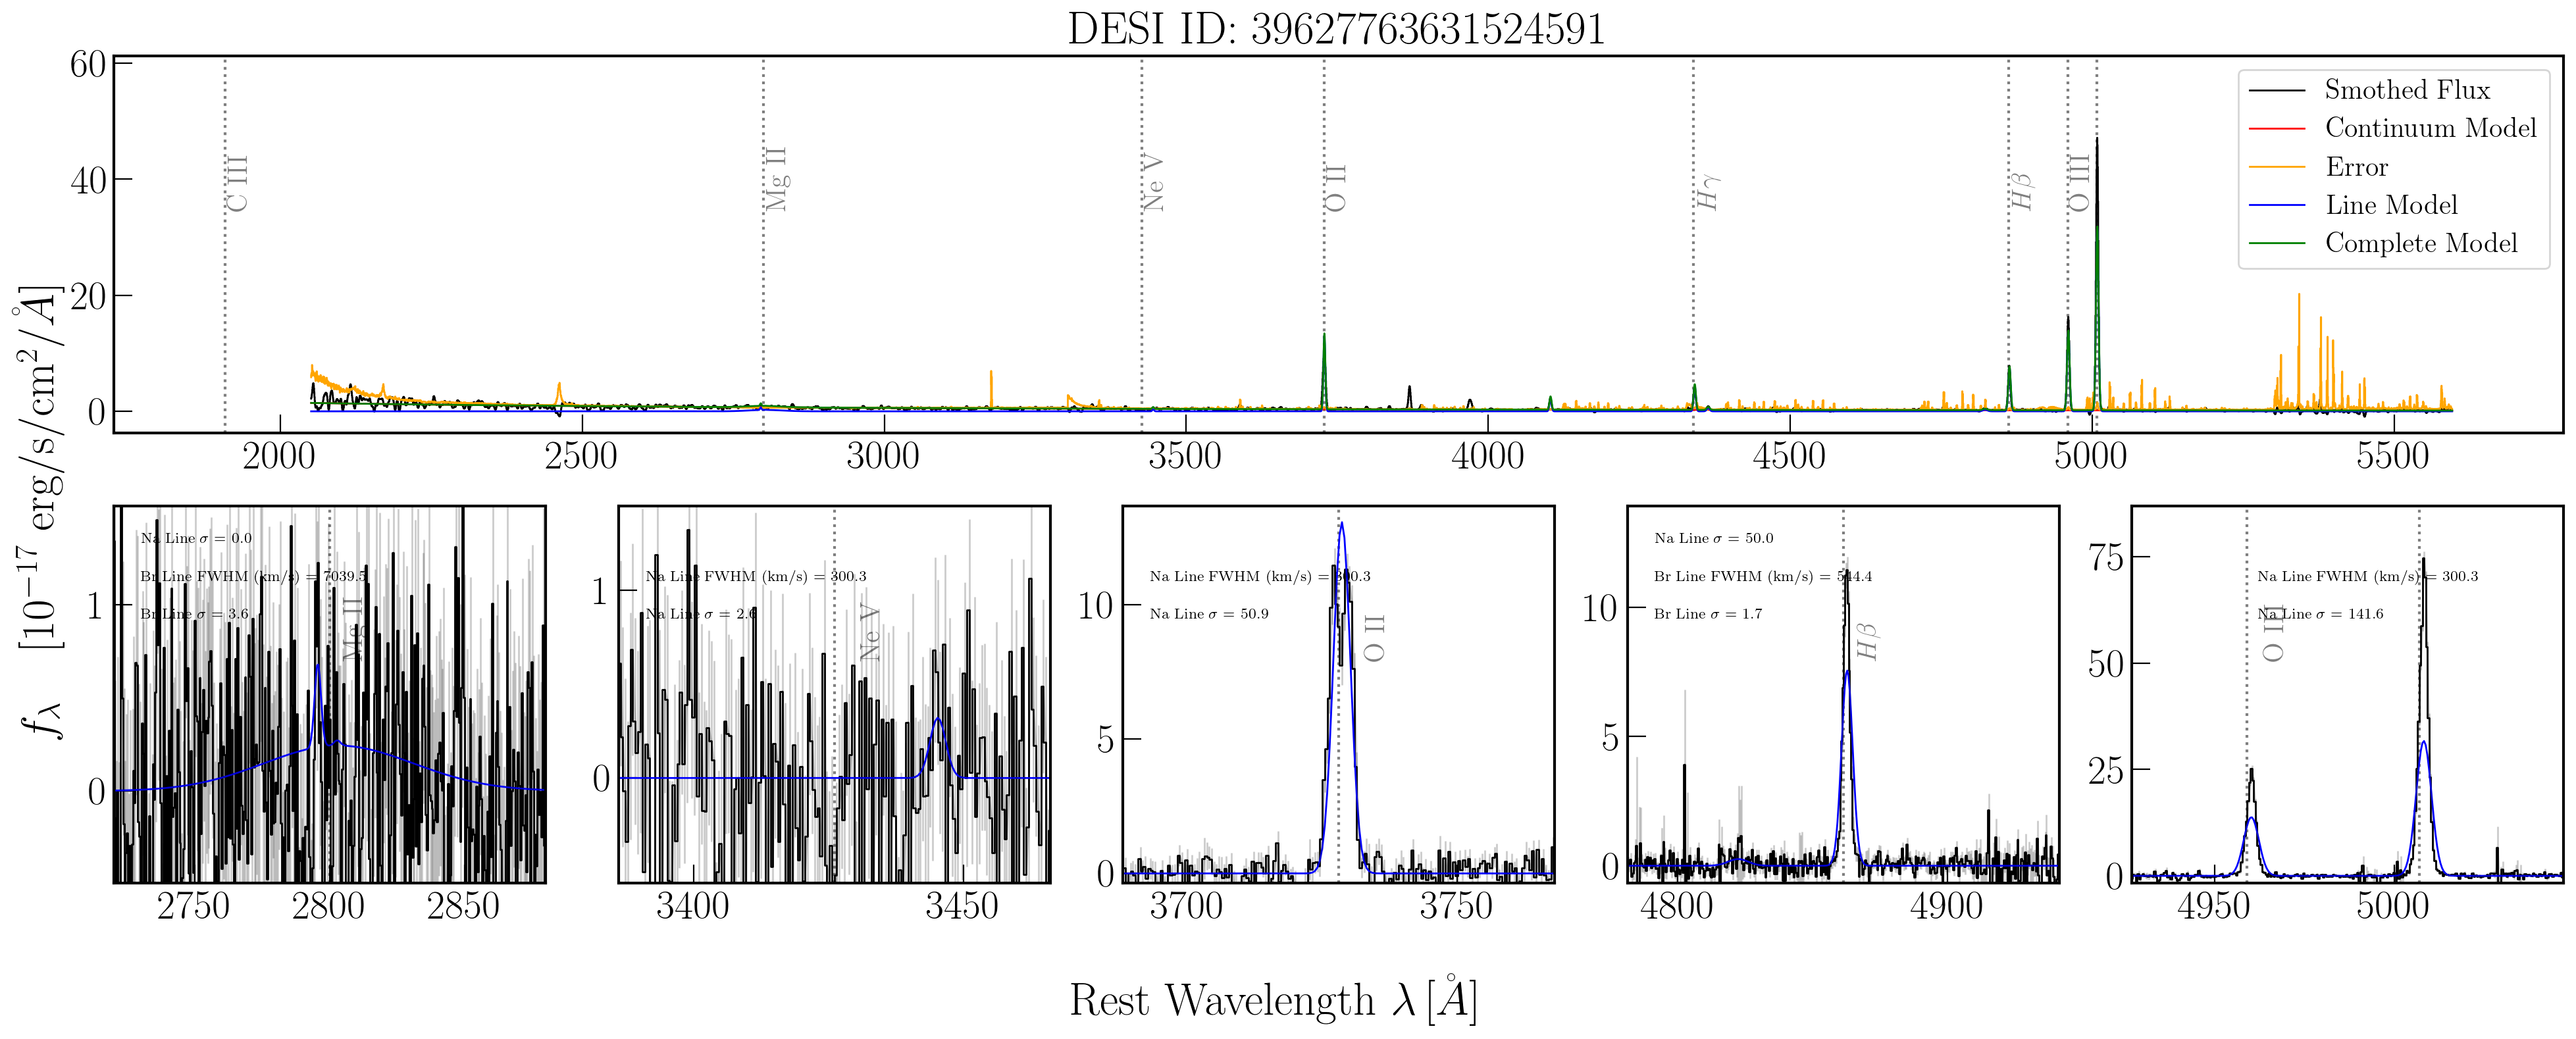 DESI ID: 39627763631524591
60
40
20
0
C III
Mg II
Ne V
O II
Hγ
Hβ
O III
Smothed Flux
Continuum Model
Error
Line Model
Complete Model
2000 2500 3000 3500 4000 4500 5000 5500
f_λ [10^{-17} erg/s/cm^2/Å]
1
0
Na Line σ = 0.0
Br Line FWHM (km/s) = 7039.5
Br Line σ = 3.6
Mg II
2750 2800 2850
1
0
Na Line FWHM (km/s) = 300.3
Na Line σ = 2.6
Ne V
3400 3450
10
5
0
Na Line FWHM (km/s) = 300.3
Na Line σ = 50.9
O II
3700 3750
10
5
0
Na Line σ = 50.0
Br Line FWHM (km/s) = 544.4
Br Line σ = 1.7
Hβ
4800 4900
75
50
25
0
Na Line FWHM (km/s) = 300.3
Na Line σ = 141.6
O III
4950 5000
Rest Wavelength λ [Å]